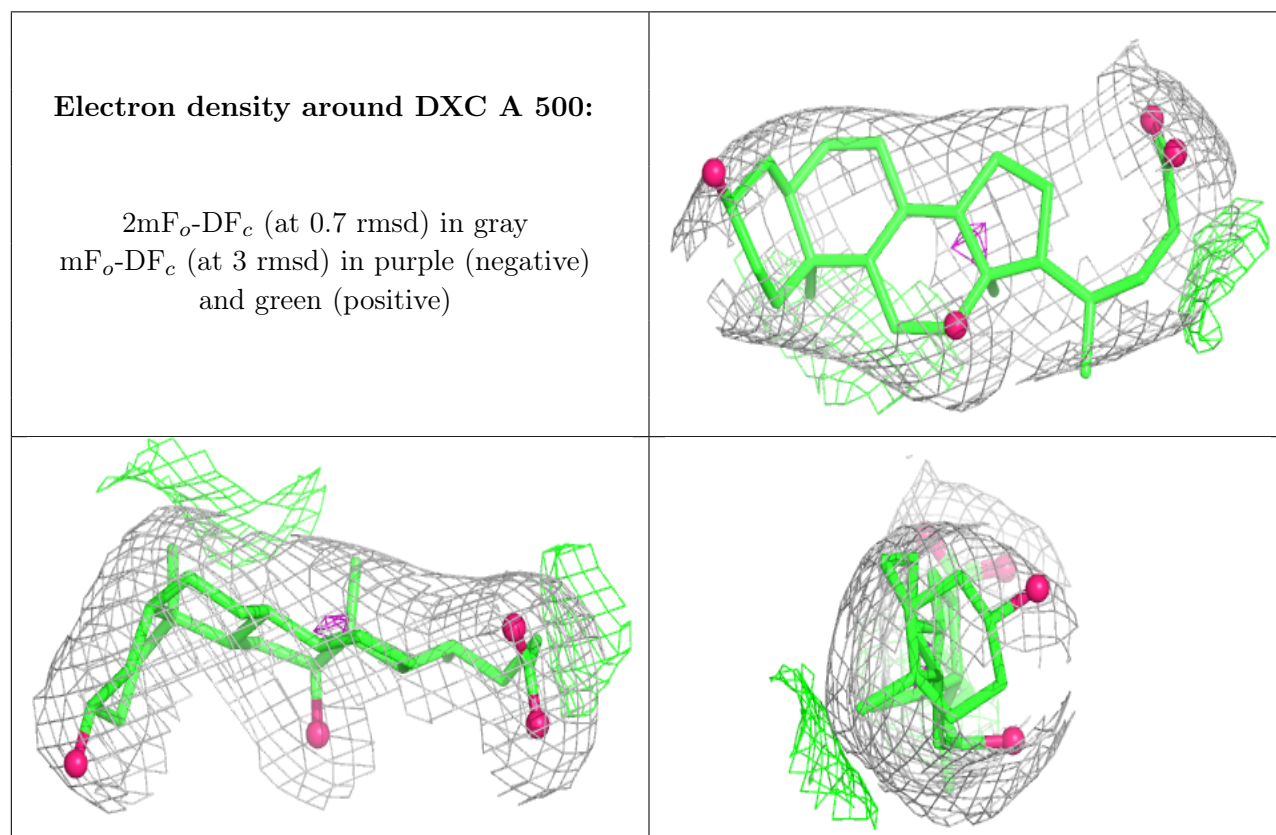 Electron density around DXC A 500:
2mFo-DFc (at 0.7 rmsd) in gray
mFo-DFc (at 3 rmsd) in purple (negative)
and green (positive)